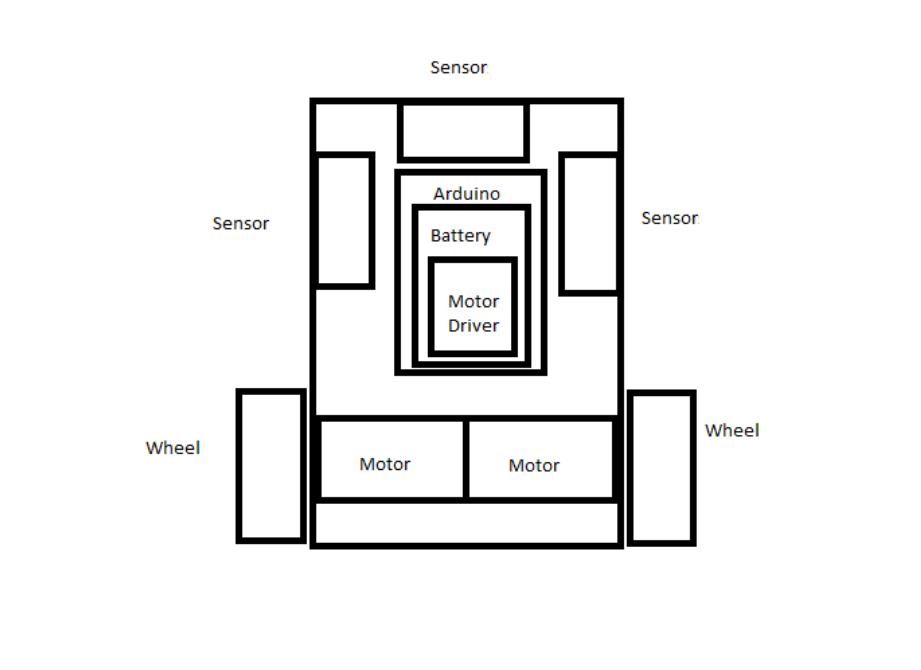 Sensor
Arduino
Sensor
Sensor
Battery
Motor
Driver
Wheel
Wheel
Motor
Motor